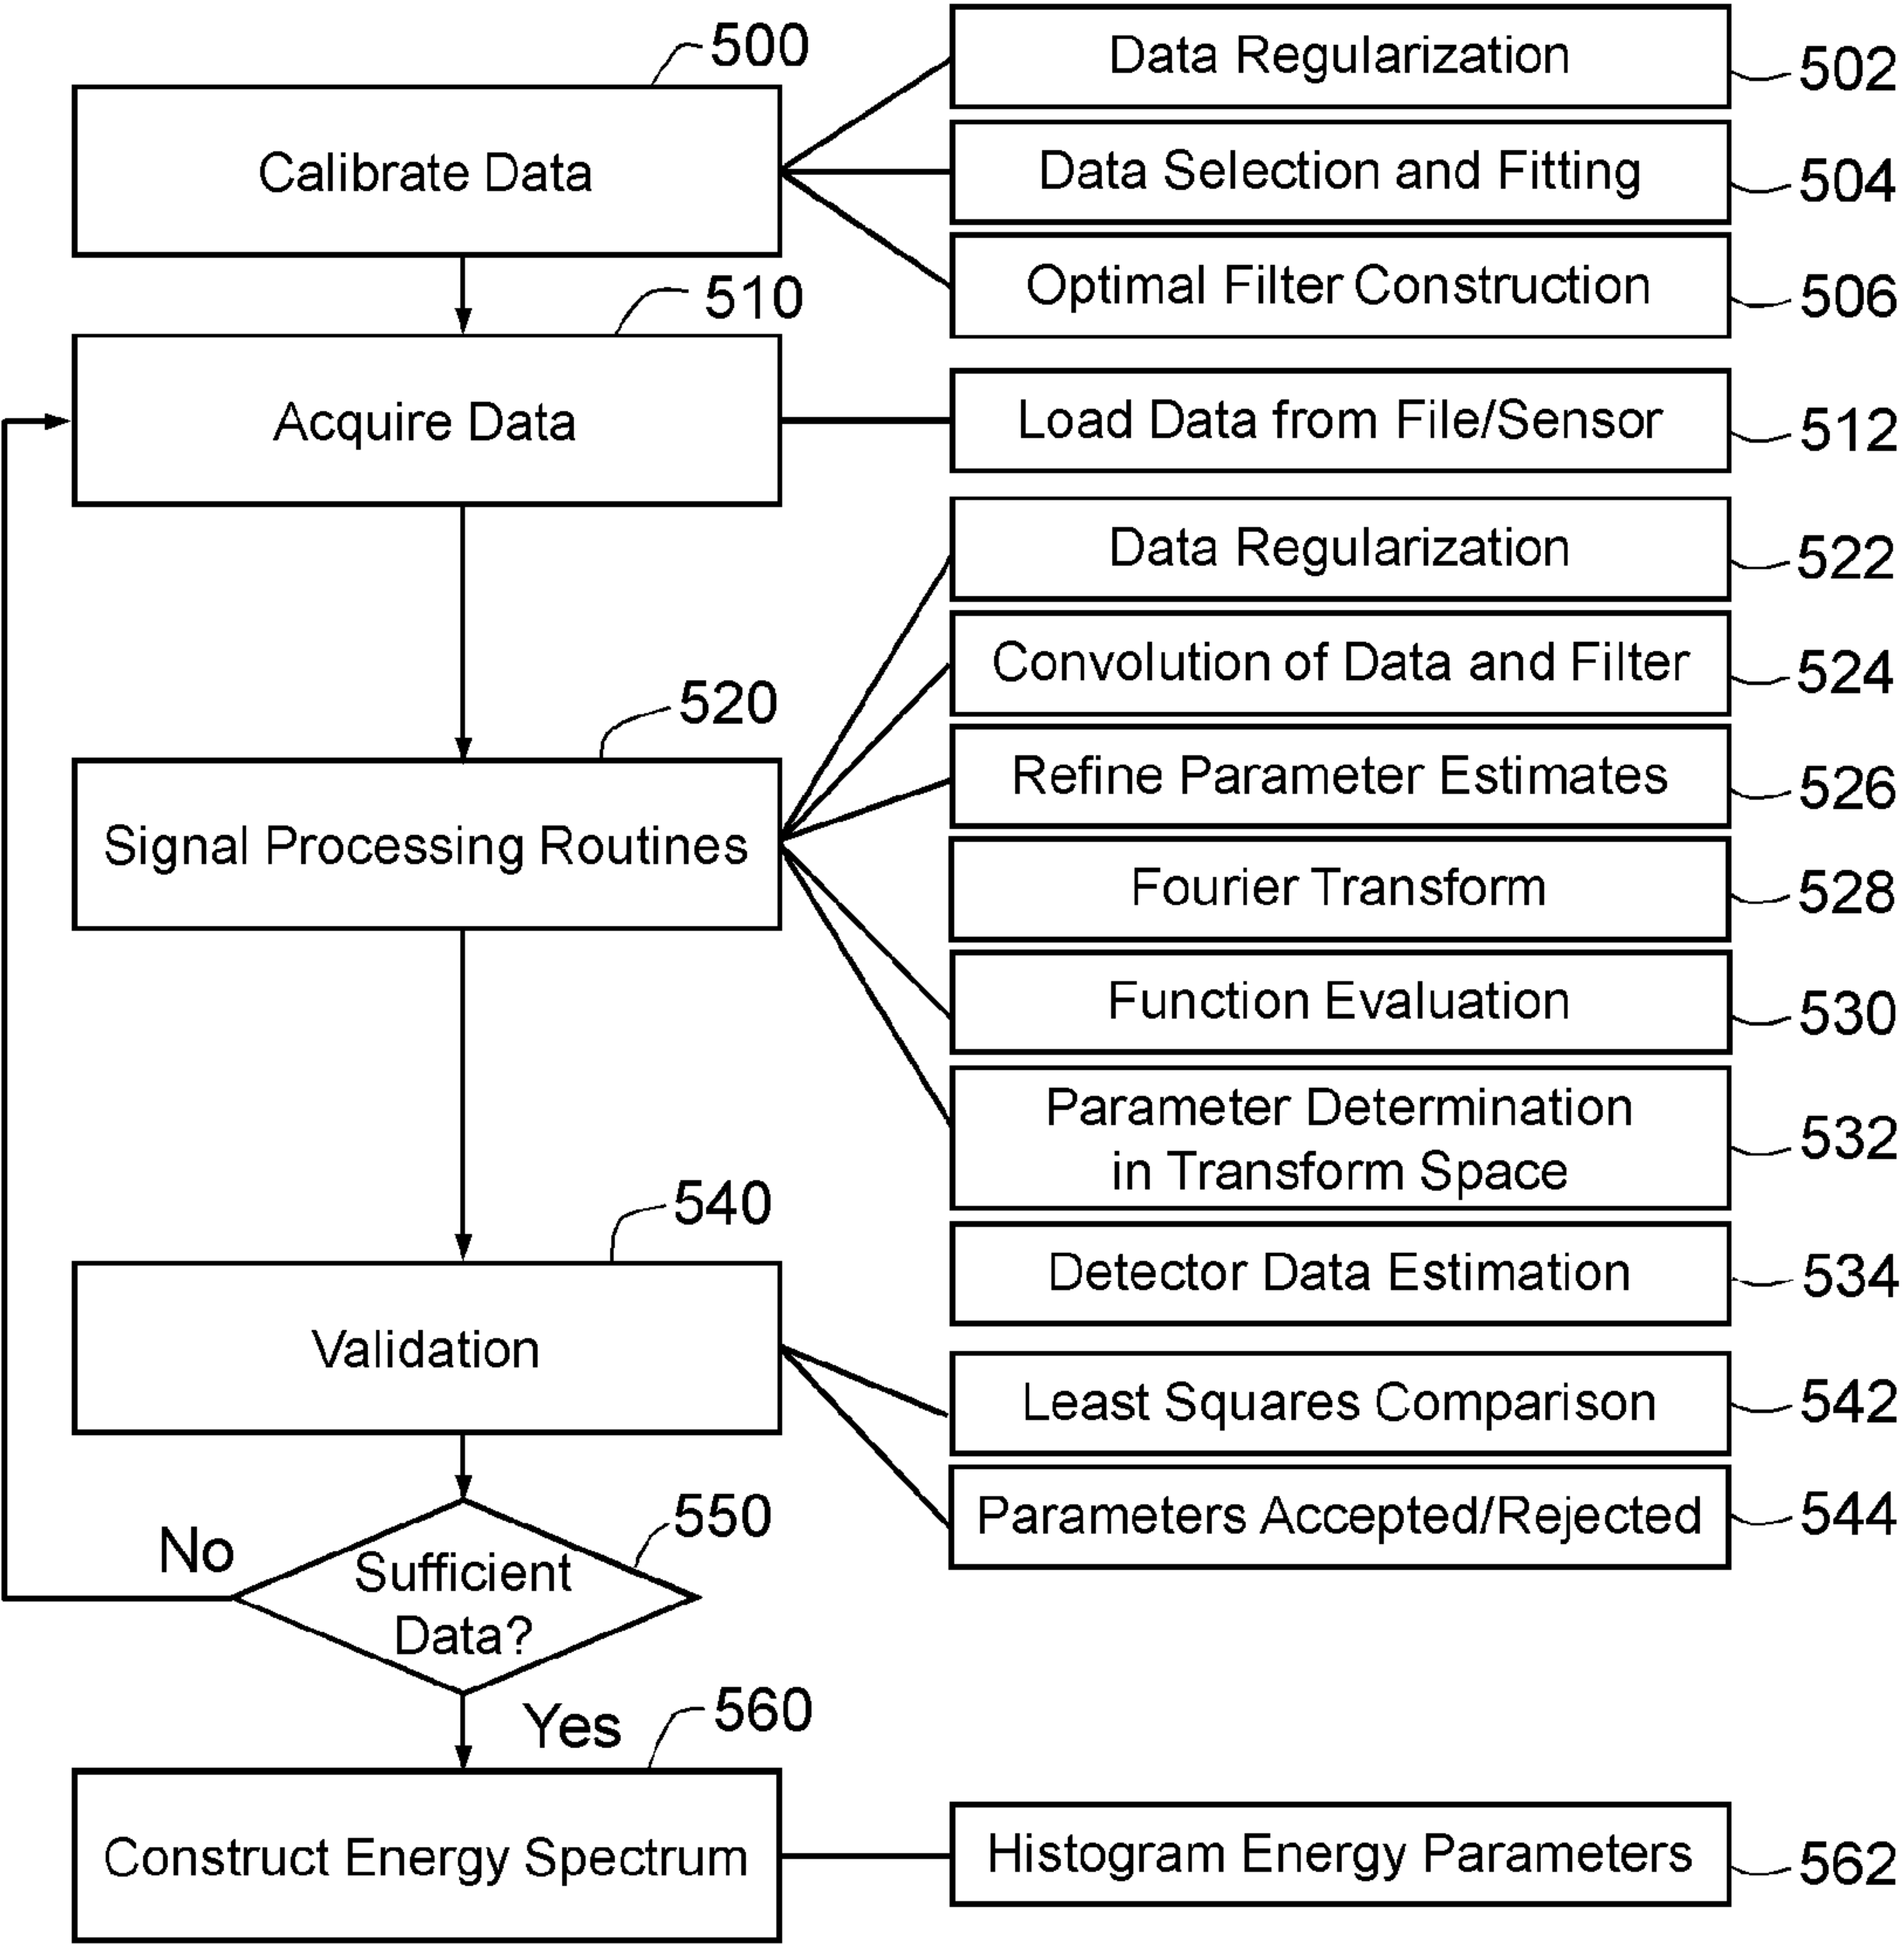 500
Calibrate Data
Data Regularization
502
Data Selection and Fitting
504
Optimal Filter Construction
506
510
Acquire Data
Load Data from File/Sensor
512
520
Signal Processing Routines
Data Regularization
522
Convolution of Data and Filter
524
Refine Parameter Estimates
526
Fourier Transform
528
Function Evaluation
530
Parameter Determination
in Transform Space
532
Detector Data Estimation
534
540
Validation
Least Squares Comparison
542
Parameters Accepted/Rejected
544
550
Sufficient
Data?
No
Yes
560
Construct Energy Spectrum
Histogram Energy Parameters
562